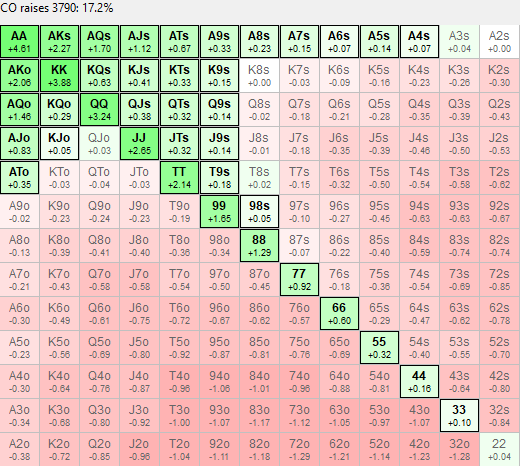 CO raises 3790: 17.2%
AA AKs AQs AJs ATs A9s A8s A7s A6s A5s A4s A3s A2s
+4.61 +2.27 +1.70 +1.12 +0.67 +0.33 +0.23 +0.15 +0.07 +0.14 +0.07 +0.04 +0.00
AKo KK KQs KJs KTs K9s K8s K7s K6s K5s K4s K3s K2s
+2.06 +3.88 +0.63 +0.41 +0.33 +0.15 +0.00 -0.03 -0.09 -0.16 -0.23 -0.26 -0.30
AQo KQo QQ QJs QTs Q9s Q8s Q7s Q6s Q5s Q4s Q3s Q2s
+1.46 +0.29 +3.24 +0.38 +0.32 +0.14 -0.02 -0.18 -0.21 -0.28 -0.35 -0.39 -0.43
AJo KJo QJo JJ JTs J9s J8s J7s J6s J5s J4s J3s J2s
+0.83 +0.05 +0.03 +2.65 +0.32 +0.14 -0.01 -0.18 -0.35 -0.39 -0.46 -0.50 -0.53
ATo KTo QTo JTo TT T9s T8s T7s T6s T5s T4s T3s T2s
+0.35 -0.03 -0.04 -0.03 +2.14 +0.18 +0.02 -0.15 -0.32 -0.50 -0.54 -0.58 -0.62
A9o K9o Q9o J9o T9o 99 98s 97s 96s 95s 94s 93s 92s
-0.02 -0.23 -0.24 -0.23 -0.19 +1.65 +0.05 -0.10 -0.27 -0.45 -0.63 -0.63 -0.67
A8o K8o Q8o J8o T8o 98o 88 87s 86s 85s 84s 83s 82s
-0.13 -0.39 -0.41 -0.40 -0.36 -0.34 +1.29 -0.07 -0.22 -0.40 -0.59 -0.74 -0.74
A7o K7o Q7o J7o T7o 97o 87o 77 76s 75s 74s 73s 72s
-0.21 -0.43 -0.58 -0.58 -0.54 -0.50 -0.45 +0.92 -0.18 -0.36 -0.54 -0.69 -0.85
A6o K6o Q6o J6o T6o 96o 86o 76o 66 65s 64s 63s 62s
-0.30 -0.49 -0.61 -0.75 -0.72 -0.67 -0.62 -0.57 +0.60 -0.29 -0.47 -0.62 -0.78
A5o K5o Q5o J5o T5o 95o 85o 75o 65o 55 54s 53s 52s
-0.23 -0.56 -0.69 -0.80 -0.92 -0.87 -0.81 -0.76 -0.69 +0.32 -0.40 -0.55 -0.70
A4o K4o Q4o J4o T4o 94o 84o 74o 64o 54o 44 43s 42s
-0.30 -0.64 -0.76 -0.87 -0.96 -1.06 -1.01 -0.96 -0.88 -0.81 +0.16 -0.64 -0.80
A3o K3o Q3o J3o T3o 93o 83o 73o 63o 53o 43o 33 32s
-0.34 -0.68 -0.80 -0.92 -1.00 -1.07 -1.17 -1.12 -1.05 -0.97 -1.07 +0.10 -0.84
A2o K2o Q2o J2o T2o 92o 82o 72o 62o 52o 42o 32o 22
-0.38 -0.72 -0.85 -0.96 -1.04 -1.11 -1.18 -1.29 -1.21 -1.14 -1.23 -1.28 +0.04